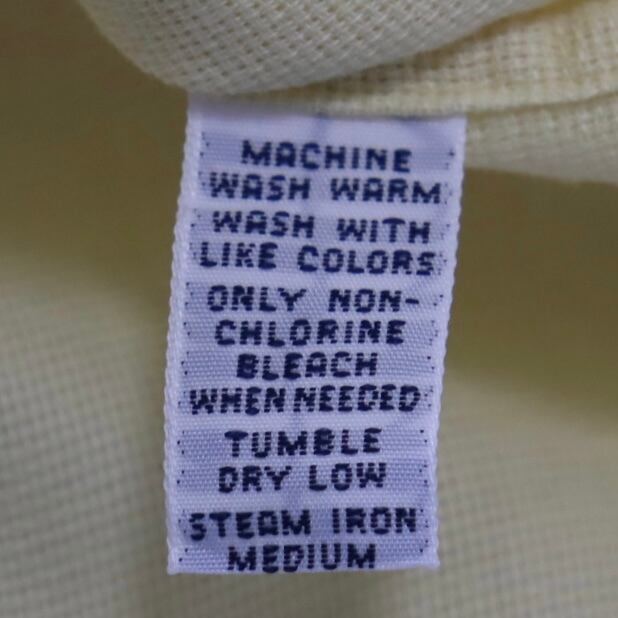 MACHINE
WASH WARM
WASH WITH
LIKE COLORS
ONLY NON-
CHLORINE
BLEACH
WHEN NEEDED
TUMBLE
DRY LOW
STEAM IRON
MEDIUM